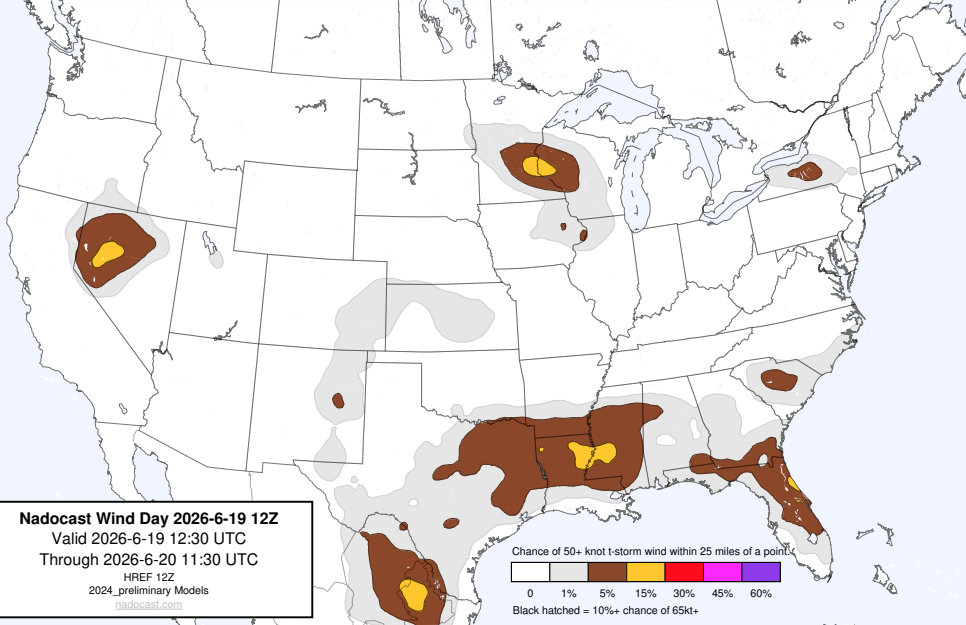 Nadocast Wind Day 2026-6-19 12Z
Valid 2026-6-19 12:30 UTC
Through 2026-6-20 11:30 UTC
HREF 12Z
2024_preliminary Models
nadocast.com
Chance of 50+ knot t-storm wind within 25 miles of a point.
0 1% 5% 15% 30% 45% 60%
Black hatched = 10%+ chance of 65kt+